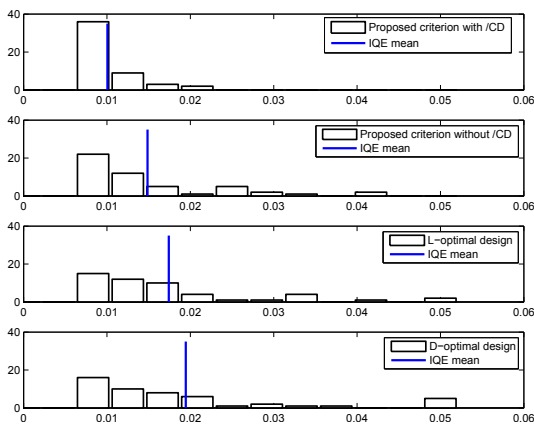 40
20
0
0 0.01 0.02 0.03 0.04 0.05 0.06
Proposed criterion with /CD
IQE mean
40
20
0
0 0.01 0.02 0.03 0.04 0.05 0.06
Proposed criterion without /CD
IQE mean
40
20
0
0 0.01 0.02 0.03 0.04 0.05 0.06
L−optimal design
IQE mean
40
20
0
0 0.01 0.02 0.03 0.04 0.05 0.06
D−optimal design
IQE mean